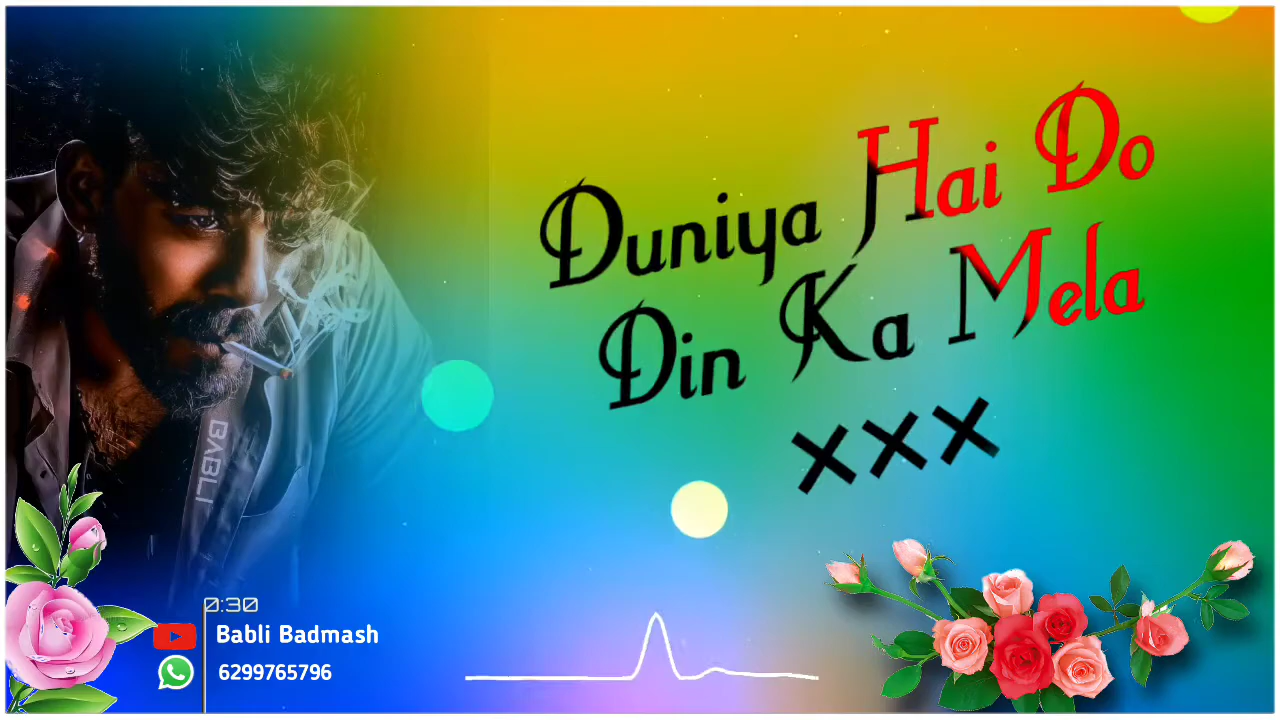 Duniya Hai Do
Din Ka Mela
×××
BABLI
0:30
Babli Badmash
6299765796